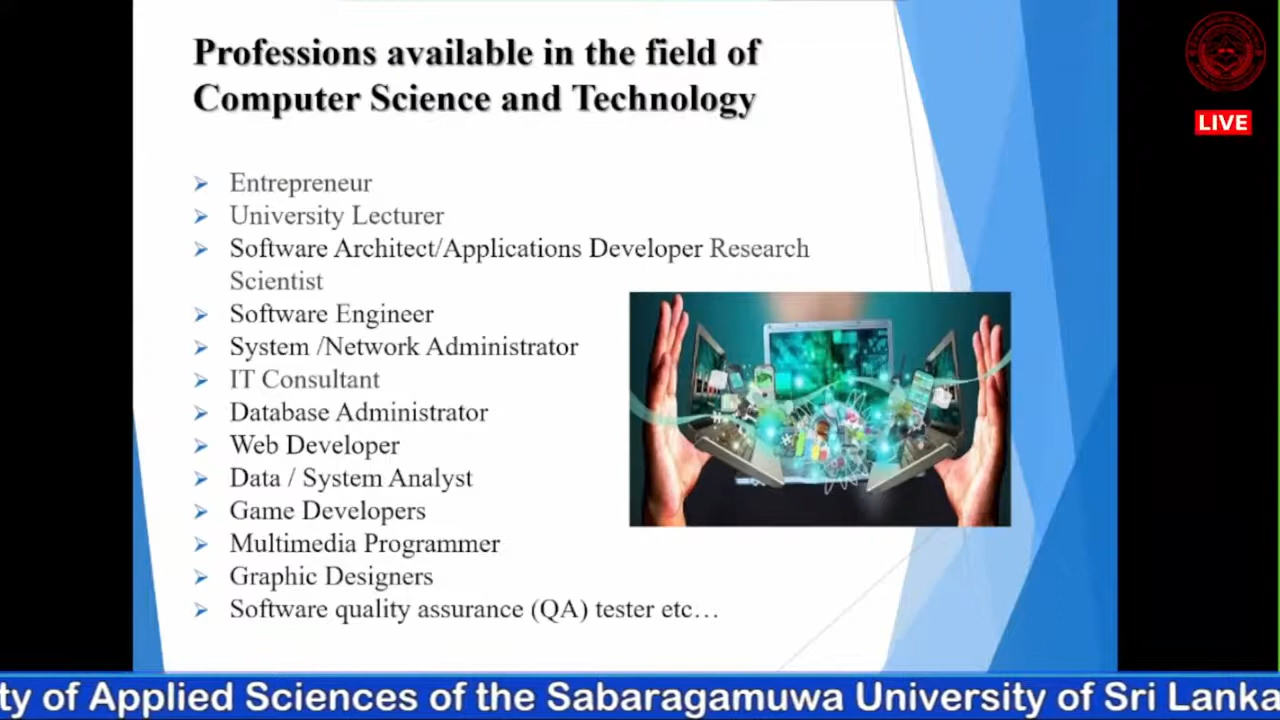 Professions available in the field of
Computer Science and Technology
LIVE
Entrepreneur
University Lecturer
Software Architect/Applications Developer Research
Scientist
Software Engineer
System /Network Administrator
IT Consultant
Database Administrator
Web Developer
Data / System Analyst
Game Developers
Multimedia Programmer
Graphic Designers
Software quality assurance (QA) tester etc…
ty of Applied Sciences of the Sabaragamuwa University of Sri Lanka